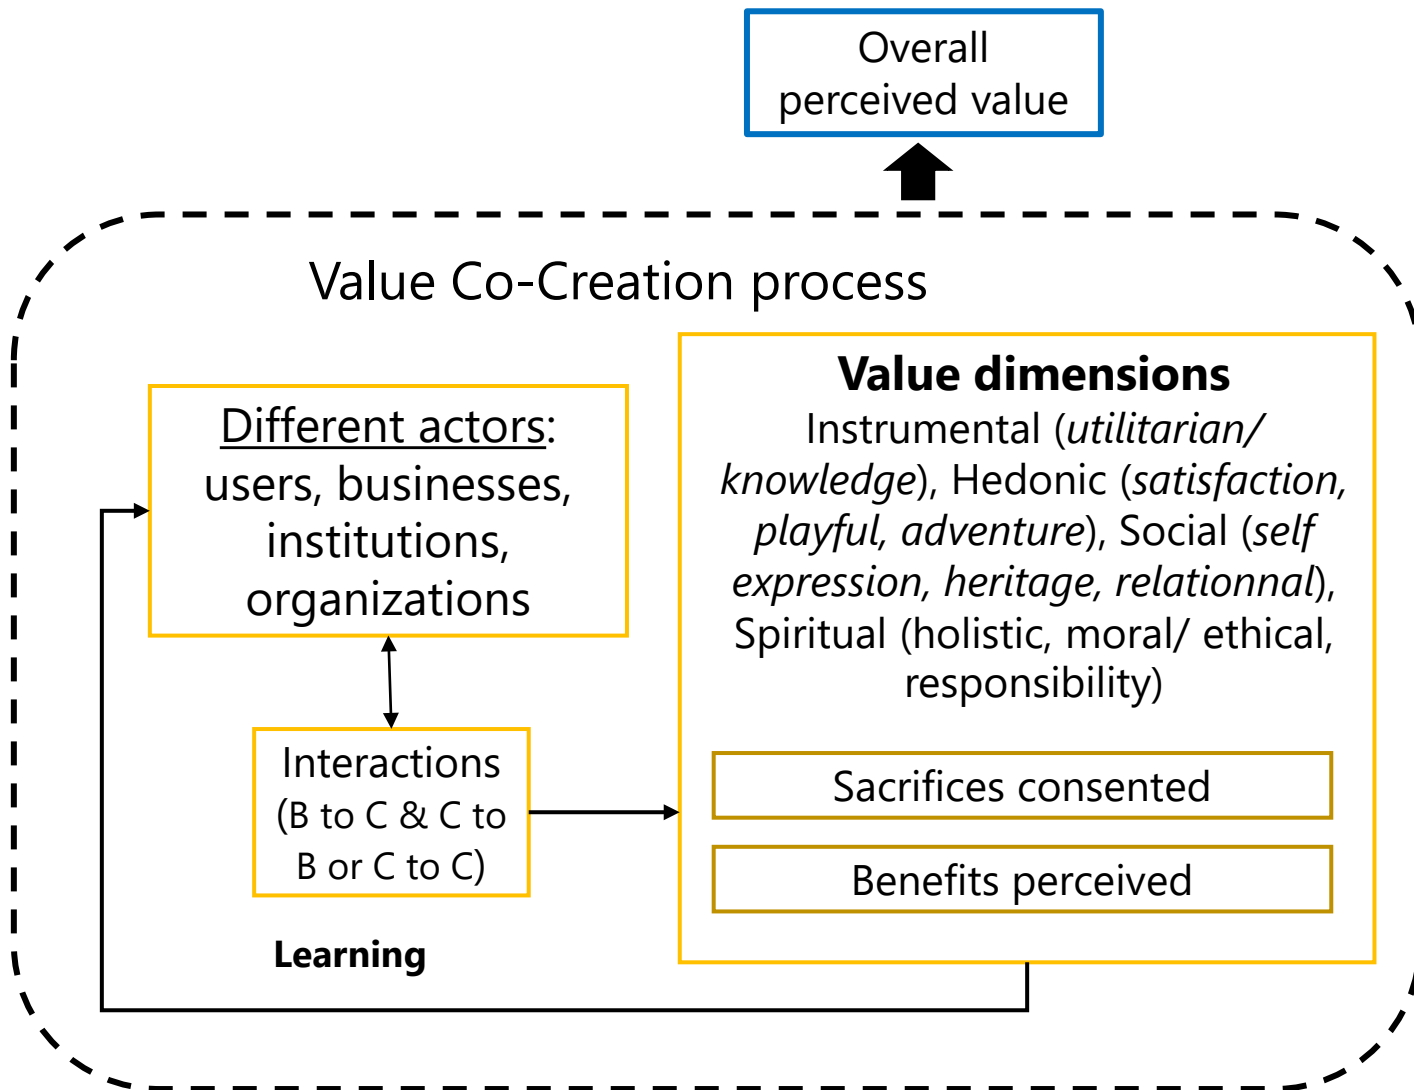 Overall
perceived value
Value Co-Creation process
Different actors:
users, businesses,
institutions,
organizations
Interactions
(B to C & C to
B or C to C)
Learning
Value dimensions
Instrumental (utilitarian/
knowledge), Hedonic (satisfaction,
playful, adventure), Social (self
expression, heritage, relationnal),
Spiritual (holistic, moral/ ethical,
responsibility)
Sacrifices consented
Benefits perceived